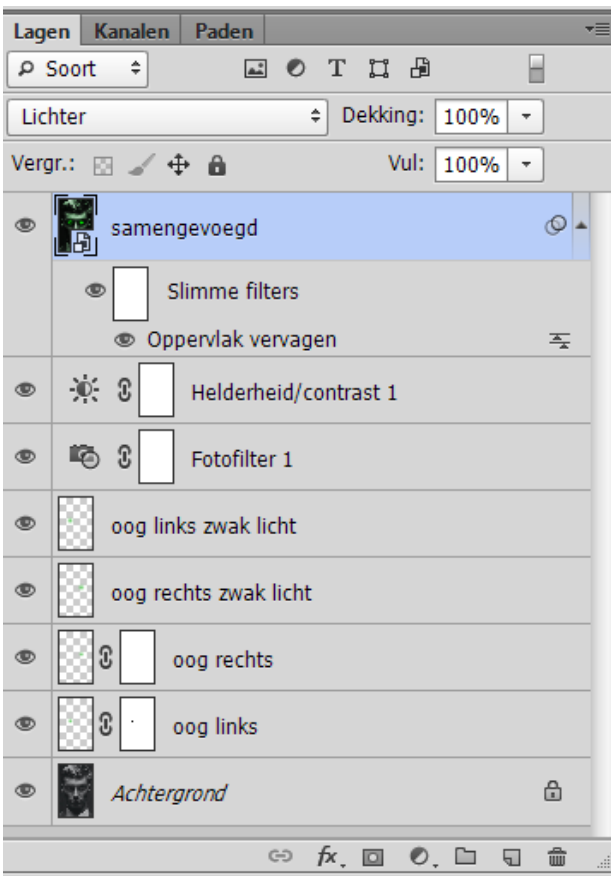 Lagen Kanalen Paden
Soort T
Lichter Dekking: 100%
Vergr.: Vul: 100%
samengevoegd
Slimme filters
Oppervlak vervagen
Helderheid/contrast 1
Fotofilter 1
oog links zwak licht
oog rechts zwak licht
oog rechts
oog links
Achtergrond
fx.